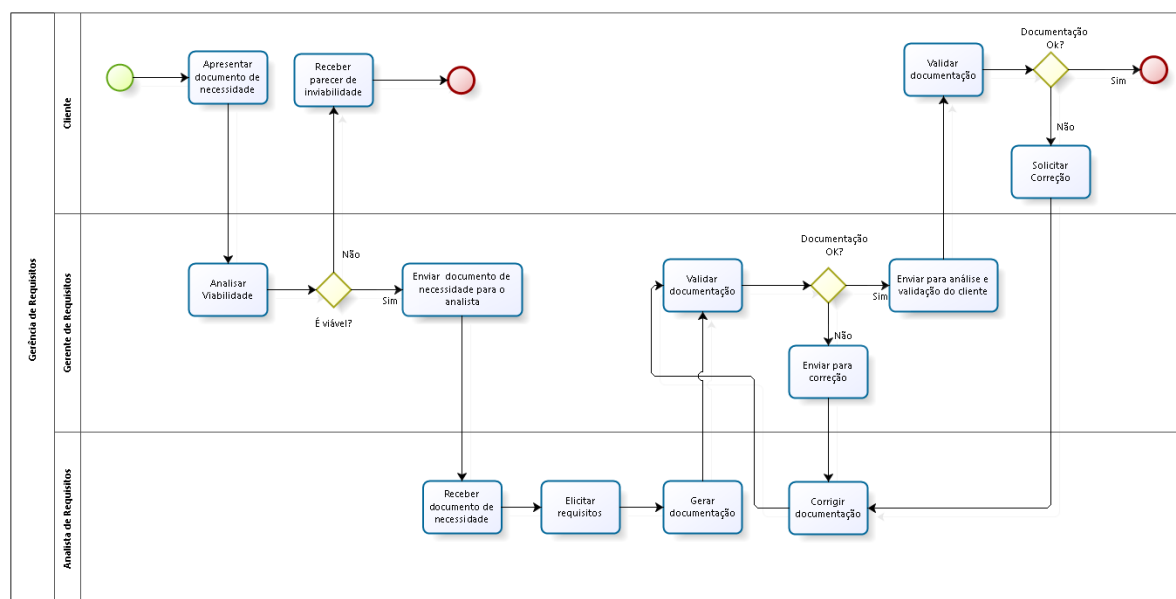 Gerência de Requisitos
Cliente
Apresentar
documento de
necessidade
Receber
parecer de
inviabilidade
Validar
documentação
Documentação
Ok?
Sim
Não
Solicitar
Correção
Gerente de Requisitos
Analisar
Viabilidade
Não
É viável?
Sim
Enviar documento de
necessidade para o
analista
Validar
documentação
Documentação
OK?
Sim
Enviar para análise e
validação do cliente
Não
Enviar para
correção
Analista de Requisitos
Receber
documento de
necessidade
Elicitar
requisitos
Gerar
documentação
Corrigir
documentação